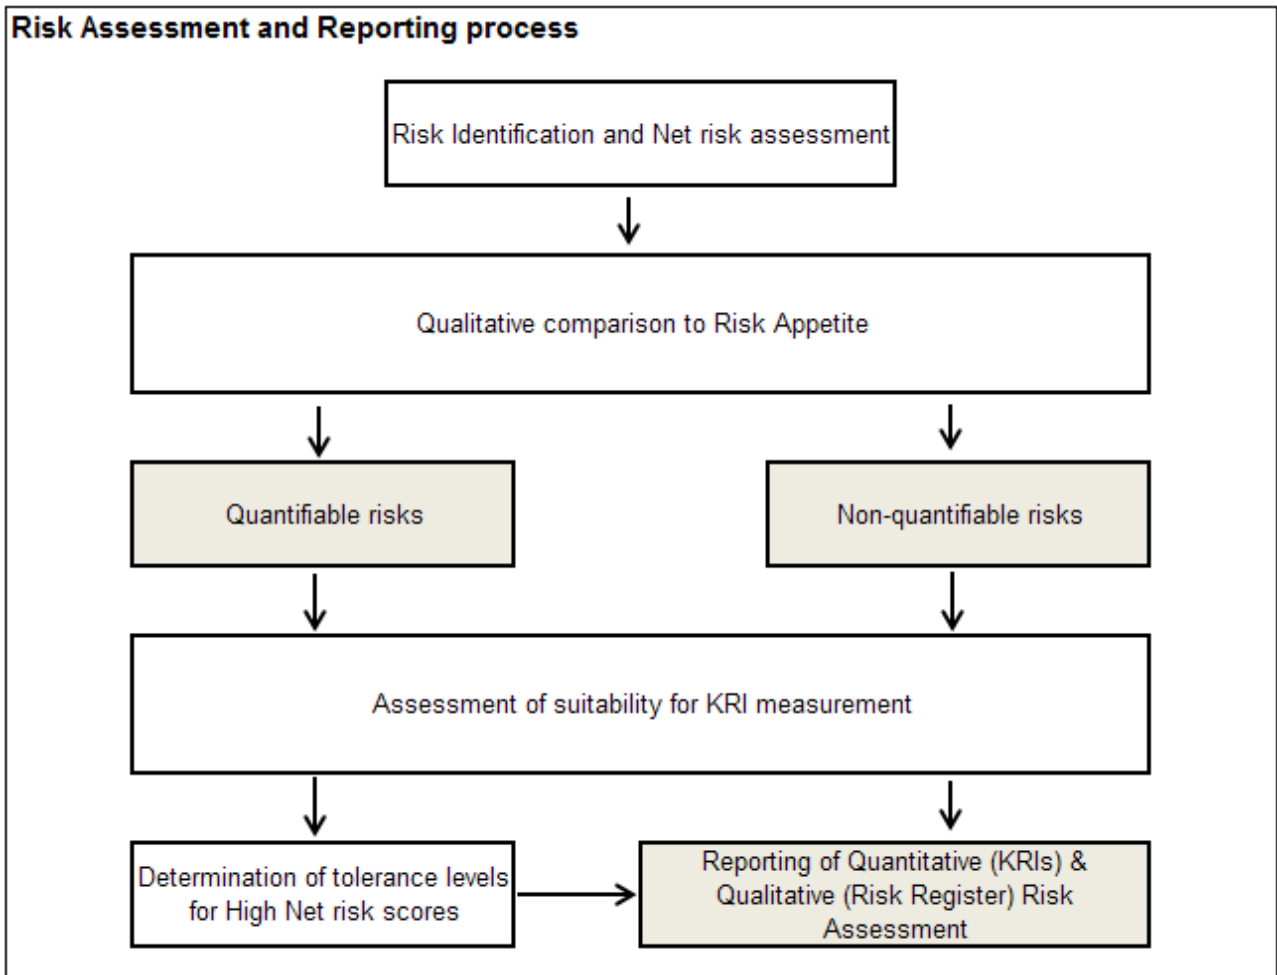 Risk Assessment and Reporting process
Risk Identification and Net risk assessment
Qualitative comparison to Risk Appetite
Quantifiable risks
Non-quantifiable risks
Assessment of suitability for KRI measurement
Determination of tolerance levels
for High Net risk scores
Reporting of Quantitative (KRIs) &
Qualitative (Risk Register) Risk
Assessment